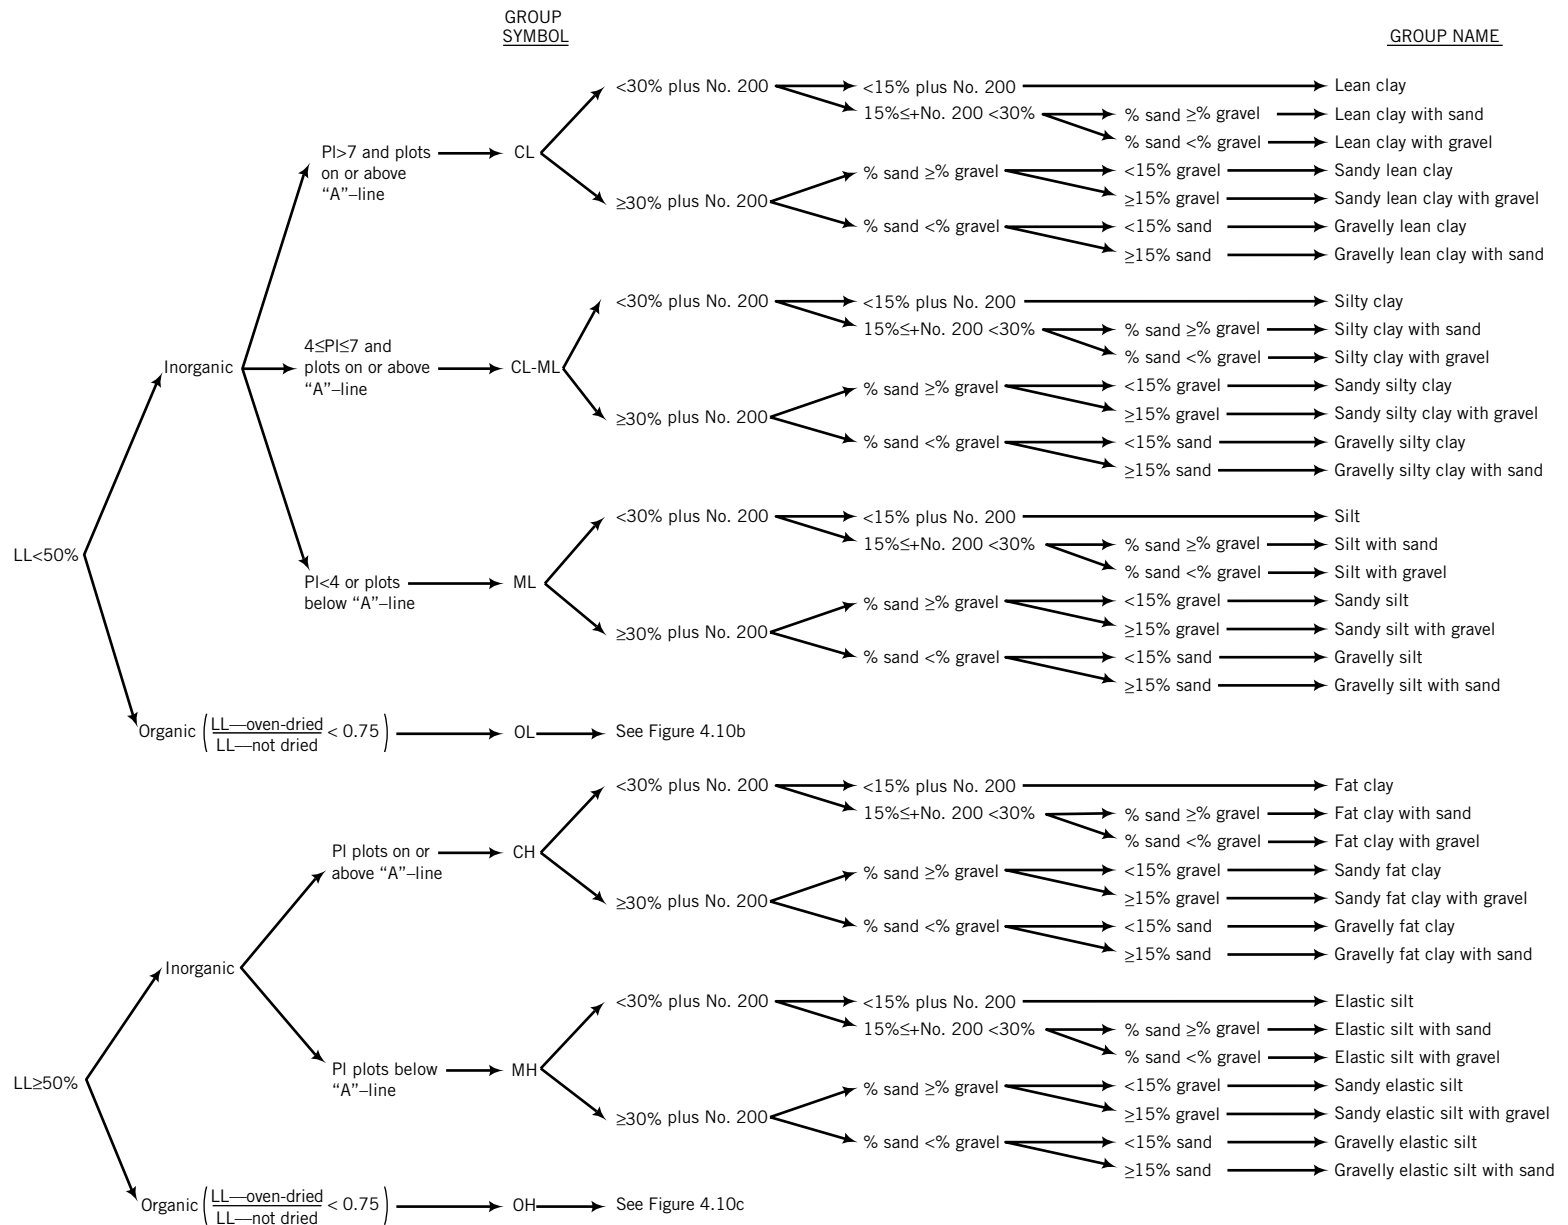 GROUP
SYMBOL
GROUP NAME
<30% plus No. 200
<15% plus No. 200
Lean clay
15%≤+No. 200 <30%
% sand ≥% gravel
Lean clay with sand
% sand <% gravel
Lean clay with gravel
PI>7 and plots
on or above
“A”–line
CL
≥30% plus No. 200
% sand ≥% gravel
<15% gravel
Sandy lean clay
≥15% gravel
Sandy lean clay with gravel
% sand <% gravel
<15% sand
Gravelly lean clay
≥15% sand
Gravelly lean clay with sand
<30% plus No. 200
<15% plus No. 200
Silty clay
15%≤+No. 200 <30%
% sand ≥% gravel
Silty clay with sand
% sand <% gravel
Silty clay with gravel
Inorganic
4≤PI≤7 and
plots on or above
“A”–line
CL-ML
≥30% plus No. 200
% sand ≥% gravel
<15% gravel
Sandy silty clay
≥15% gravel
Sandy silty clay with gravel
% sand <% gravel
<15% sand
Gravelly silty clay
≥15% sand
Gravelly silty clay with sand
<30% plus No. 200
<15% plus No. 200
Silt
15%≤+No. 200 <30%
% sand ≥% gravel
Silt with sand
% sand <% gravel
Silt with gravel
LL<50%
PI<4 or plots
below “A”–line
ML
≥30% plus No. 200
% sand ≥% gravel
<15% gravel
Sandy silt
≥15% gravel
Sandy silt with gravel
% sand <% gravel
<15% sand
Gravelly silt
≥15% sand
Gravelly silt with sand
Organic (LL—oven-dried / LL—not dried < 0.75)
OL
See Figure 4.10b
<30% plus No. 200
<15% plus No. 200
Fat clay
15%≤+No. 200 <30%
% sand ≥% gravel
Fat clay with sand
% sand <% gravel
Fat clay with gravel
PI plots on or
above “A”–line
CH
≥30% plus No. 200
% sand ≥% gravel
<15% gravel
Sandy fat clay
≥15% gravel
Sandy fat clay with gravel
% sand <% gravel
<15% sand
Gravelly fat clay
≥15% sand
Gravelly fat clay with sand
Inorganic
<30% plus No. 200
<15% plus No. 200
Elastic silt
15%≤+No. 200 <30%
% sand ≥% gravel
Elastic silt with sand
% sand <% gravel
Elastic silt with gravel
LL≥50%
PI plots below
“A”–line
MH
≥30% plus No. 200
% sand ≥% gravel
<15% gravel
Sandy elastic silt
≥15% gravel
Sandy elastic silt with gravel
% sand <% gravel
<15% sand
Gravelly elastic silt
≥15% sand
Gravelly elastic silt with sand
Organic (LL—oven-dried / LL—not dried < 0.75)
OH
See Figure 4.10c